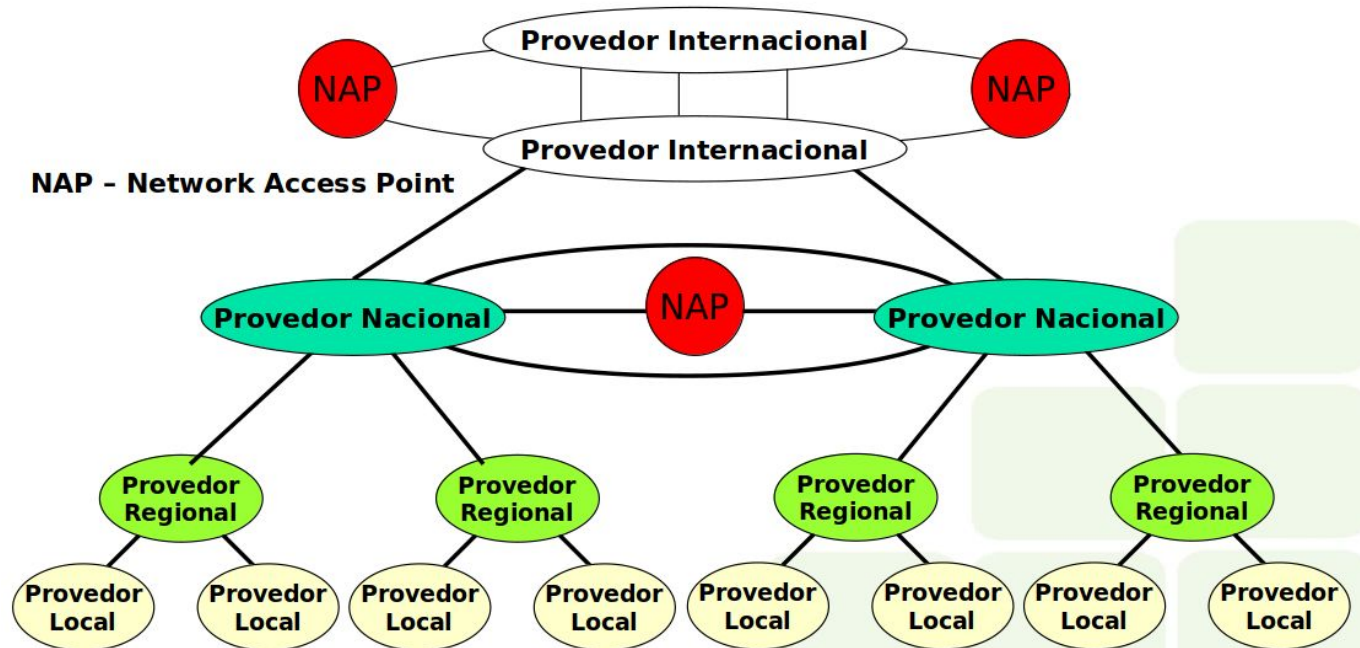 Provedor Internacional
NAP
NAP
Provedor Internacional
NAP – Network Access Point
NAP
Provedor Nacional
Provedor Nacional
Provedor
Regional
Provedor
Regional
Provedor
Regional
Provedor
Regional
Provedor
Local
Provedor
Local
Provedor
Local
Provedor
Local
Provedor
Local
Provedor
Local
Provedor
Local
Provedor
Local